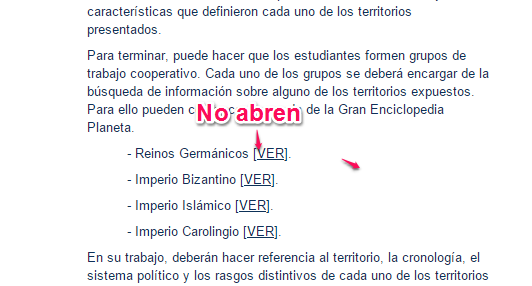 características que definieron cada uno de los territorios
presentados.
Para terminar, puede hacer que los estudiantes formen grupos de
trabajo cooperativo. Cada uno de los grupos se deberá encargar de la
búsqueda de información sobre alguno de los territorios expuestos.
Para ello pueden de la Gran Enciclopedia
No abren
Planeta.
- Reinos Germánicos [VER].
- Imperio Bizantino [VER].
- Imperio Islámico [VER].
- Imperio Carolingio [VER].
En su trabajo, deberán hacer referencia al territorio, la cronología, el
sistema político y los rasgos distintivos de cada uno de los territorios